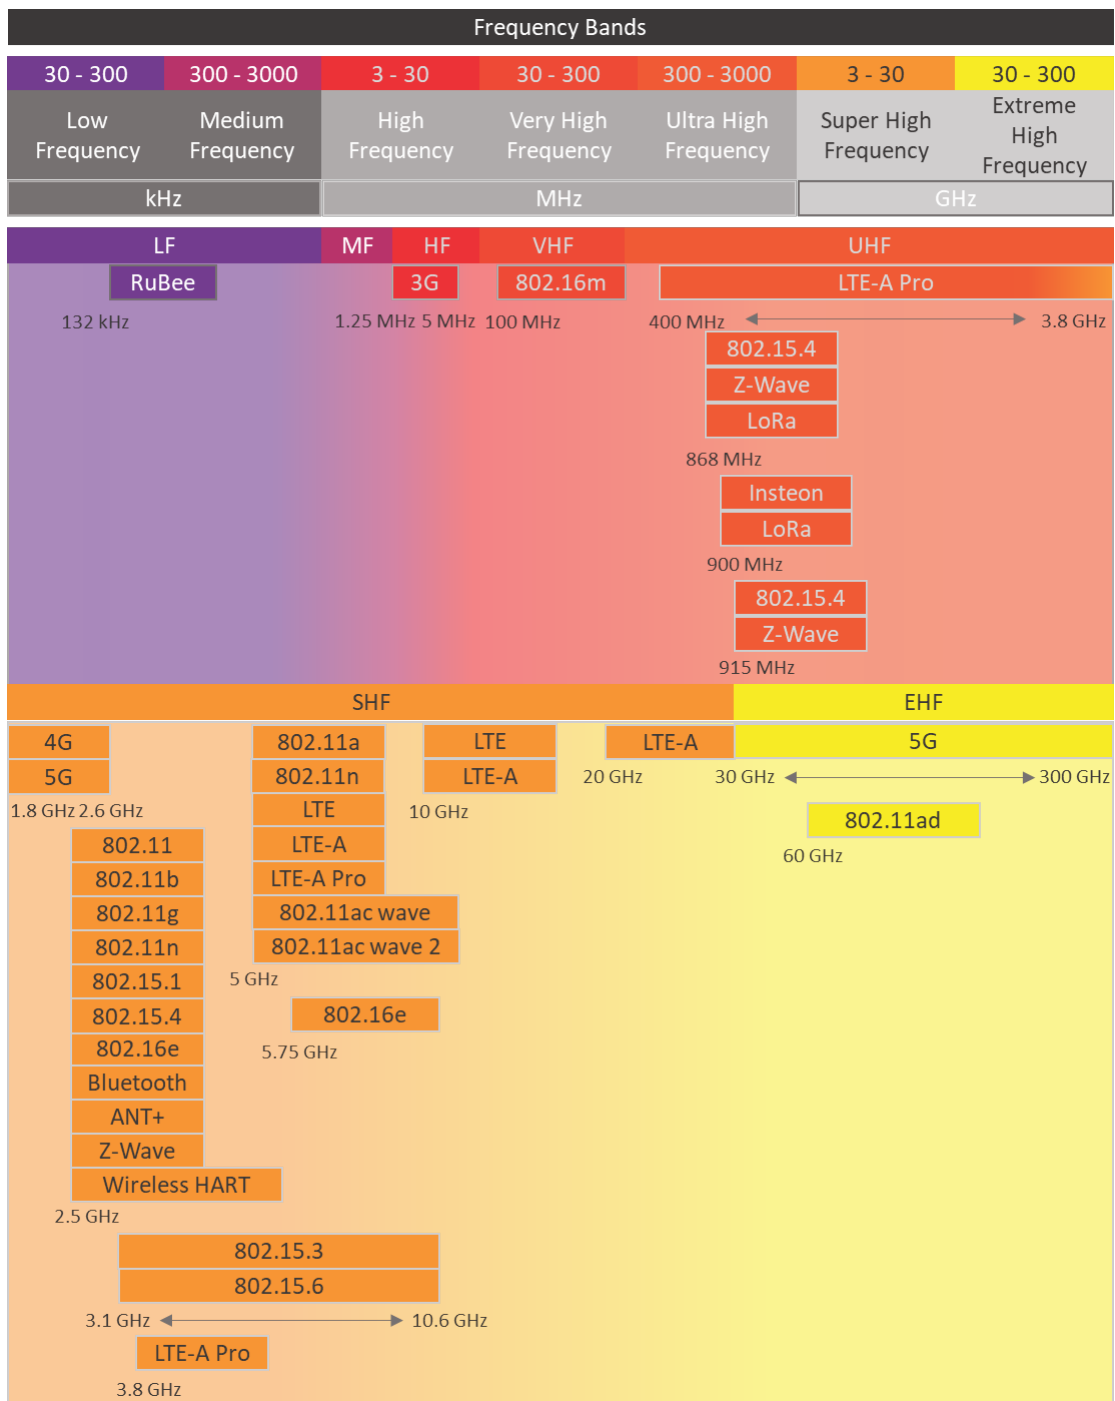 Frequency Bands
30 - 300
300 - 3000
3 - 30
30 - 300
300 - 3000
3 - 30
30 - 300
Low
Frequency
Medium
Frequency
High
Frequency
Very High
Frequency
Ultra High
Frequency
Super High
Frequency
Extreme
High
Frequency
kHz
MHz
GHz
LF
MF
HF
VHF
UHF
RuBee
3G
802.16m
LTE-A Pro
132 kHz
1.25 MHz
5 MHz
100 MHz
400 MHz
3.8 GHz
802.15.4
Z-Wave
LoRa
868 MHz
Insteon
LoRa
900 MHz
802.15.4
Z-Wave
915 MHz
SHF
EHF
4G
5G
1.8 GHz
2.6 GHz
802.11a
802.11n
LTE
LTE-A
LTE-A Pro
802.11ac wave
802.11ac wave 2
5 GHz
LTE
LTE-A
10 GHz
LTE-A
20 GHz
5G
30 GHz
300 GHz
802.11ad
60 GHz
802.11
802.11b
802.11g
802.11n
802.15.1
802.15.4
802.16e
Bluetooth
ANT+
Z-Wave
Wireless HART
2.5 GHz
802.16e
5.75 GHz
802.15.3
802.15.6
3.1 GHz
10.6 GHz
LTE-A Pro
3.8 GHz